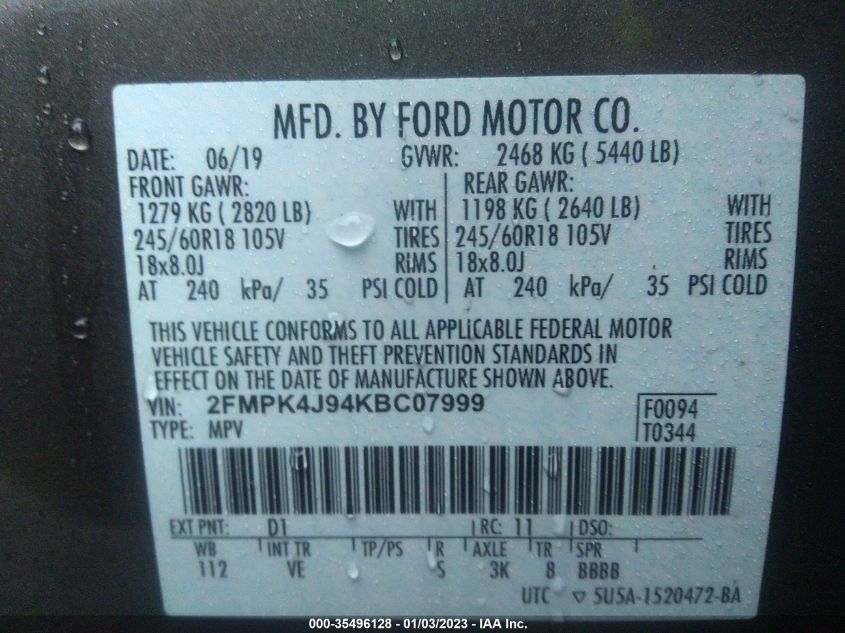 MFD. BY FORD MOTOR CO.
DATE: 06/19 GVWR: 2468 KG ( 5440 LB)
FRONT GAWR: REAR GAWR:
1279 KG ( 2820 LB) WITH 1198 KG ( 2640 LB) WITH
245/60R18 105V TIRES 245/60R18 105V TIRES
18x8.0J RIMS 18x8.0J RIMS
AT 240 kPa/ 35 PSI COLD AT 240 kPa/ 35 PSI COLD
THIS VEHICLE CONFORMS TO ALL APPLICABLE FEDERAL MOTOR
VEHICLE SAFETY AND THEFT PREVENTION STANDARDS IN
EFFECT ON THE DATE OF MANUFACTURE SHOWN ABOVE.
VIN: 2FMPK4J94KBC07999 F0094
TYPE: MPV T0344
EXT PNT: D1 RC: 11 DSO:
WB INT TR TP/PS R AXLE TR SPR
112 VE S 3K 8 BBBB
UTC ▽ 5U5A-1520472-BA
000-35496128 - 01/03/2023 - IAA Inc.